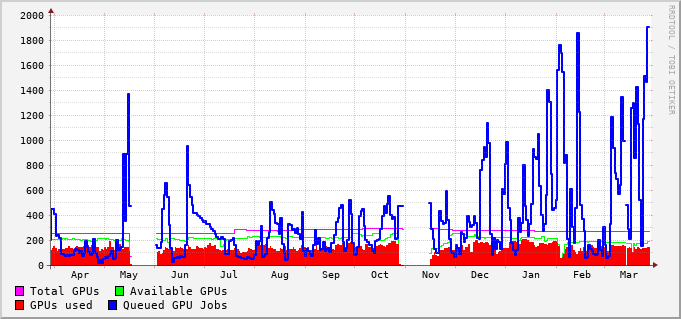 2000
1800
1600
1400
1200
1000
800
600
400
200
0
Apr May Jun Jul Aug Sep Oct Nov Dec Jan Feb Mar
Total GPUs Available GPUs
GPUs used Queued GPU Jobs
RRDTOOL / TOBI OETIKER